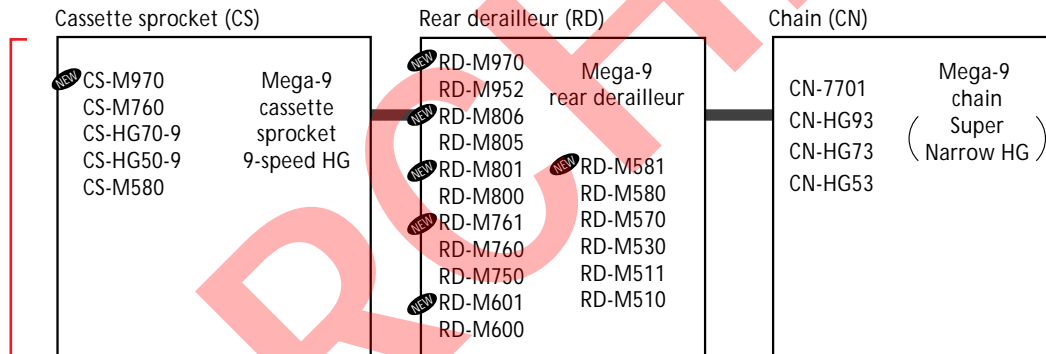 Cassette sprocket (CS)
NEW CS-M970
CS-M760
CS-HG70-9
CS-HG50-9
CS-M580
Mega-9
cassette
sprocket
9-speed HG
Rear derailleur (RD)
NEW RD-M970
RD-M952
NEW RD-M806
RD-M805
NEW RD-M801
RD-M800
NEW RD-M761
RD-M760
RD-M750
NEW RD-M601
RD-M600
Mega-9
rear derailleur
NEW RD-M581
RD-M580
RD-M570
RD-M530
RD-M511
RD-M510
Chain (CN)
CN-7701
CN-HG93
CN-HG73
CN-HG53
Mega-9
chain
(Super
Narrow HG)
RCH